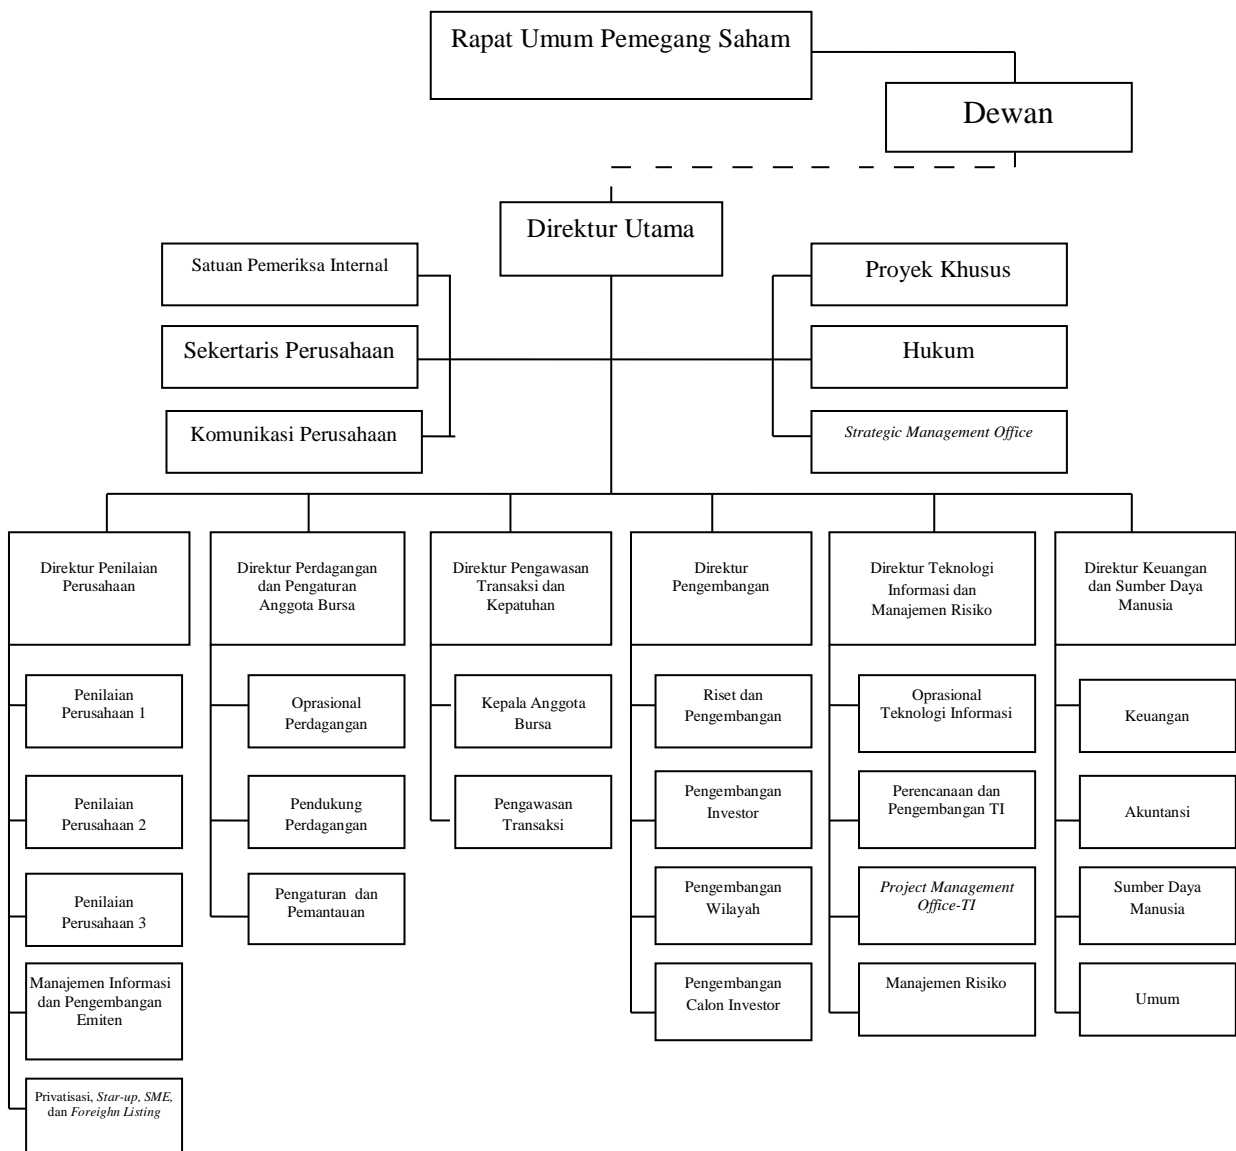 Rapat Umum Pemegang Saham
Dewan
Direktur Utama
Satuan Pemeriksa Internal
Proyek Khusus
Sekertaris Perusahaan
Hukum
Komunikasi Perusahaan
Strategic Management Office
Direktur Penilaian
Perusahaan
Direktur Perdagangan
dan Pengaturan
Anggota Bursa
Direktur Pengawasan
Transaksi dan
Kepatuhan
Direktur
Pengembangan
Direktur Teknologi
Informasi dan
Manajemen Risiko
Direktur Keuangan
dan Sumber Daya
Manusia
Penilaian
Perusahaan 1
Penilaian
Perusahaan 2
Penilaian
Perusahaan 3
Manajemen Informasi
dan Pengembangan
Emiten
Privatisasi, Star-up, SME,
dan Foreighn Listing
Oprasional
Perdagangan
Pendukung
Perdagangan
Pengaturan dan
Pemantauan
Kepala Anggota
Bursa
Pengawasan
Transaksi
Riset dan
Pengembangan
Pengembangan
Investor
Pengembangan
Wilayah
Pengembangan
Calon Investor
Oprasional
Teknologi Informasi
Perencanaan dan
Pengembangan TI
Project Management
Office-TI
Manajemen Risiko
Keuangan
Akuntansi
Sumber Daya
Manusia
Umum